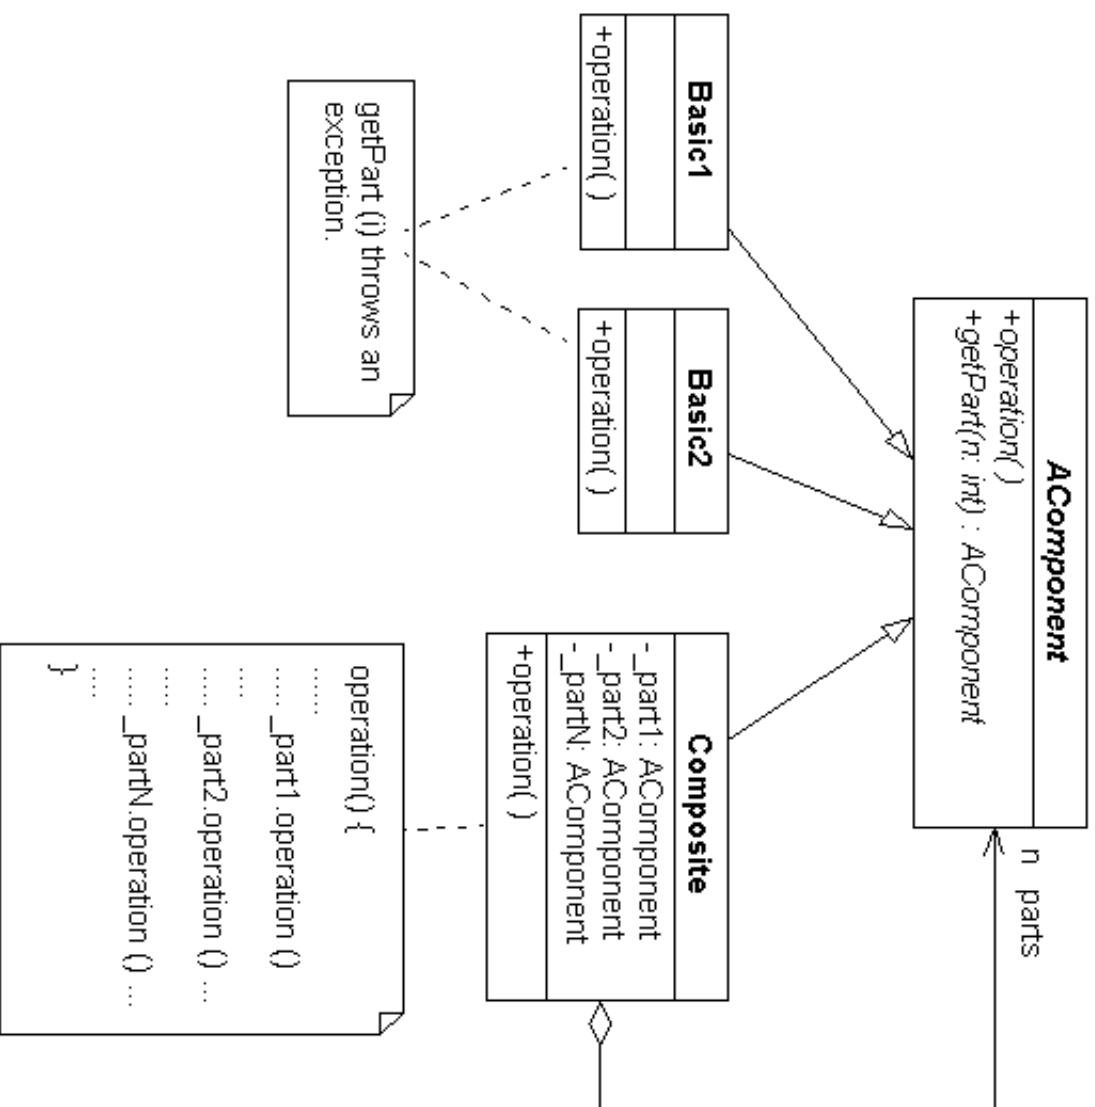 AComponent
+operation( )
+getPart(n: int) : AComponent
n parts
Basic1
+operation( )
Basic2
+operation( )
Composite
-_part1: AComponent
-_part2: AComponent
-_partN: AComponent
+operation( )
getPart (i) throws an
exception.
operation() {
.....
....._part1.operation ()
....
....._part2.operation () ...
.....
....._partN.operation () ...
....
}